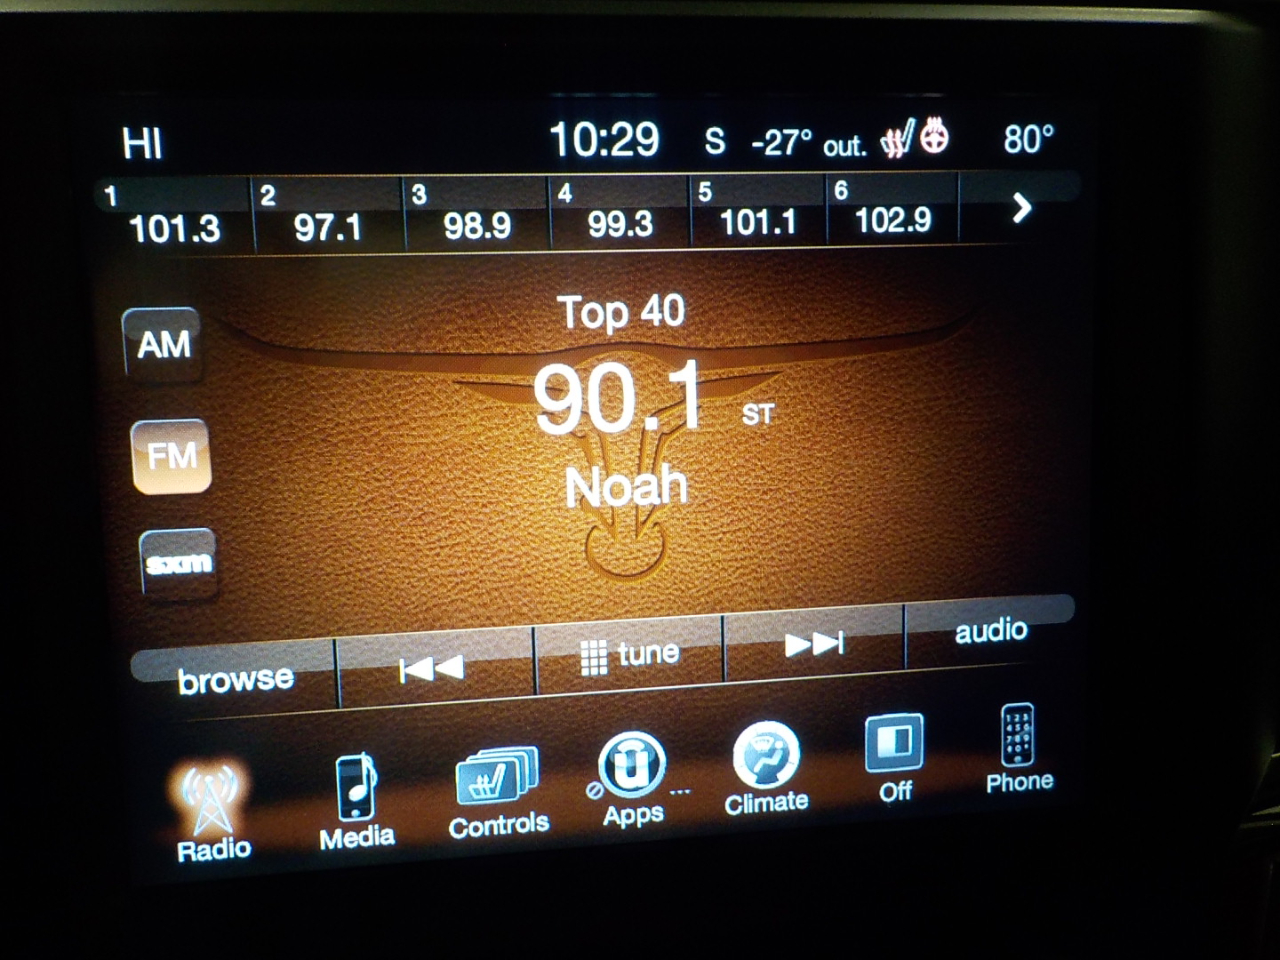 HI 10:29 S -27° out. 80°
1 2 3 4 5 6
101.3 97.1 98.9 99.3 101.1 102.9
Top 40
AM
90.1 ST
FM
Noah
sxm
browse tune audio
Radio Media Controls Apps Climate Off Phone